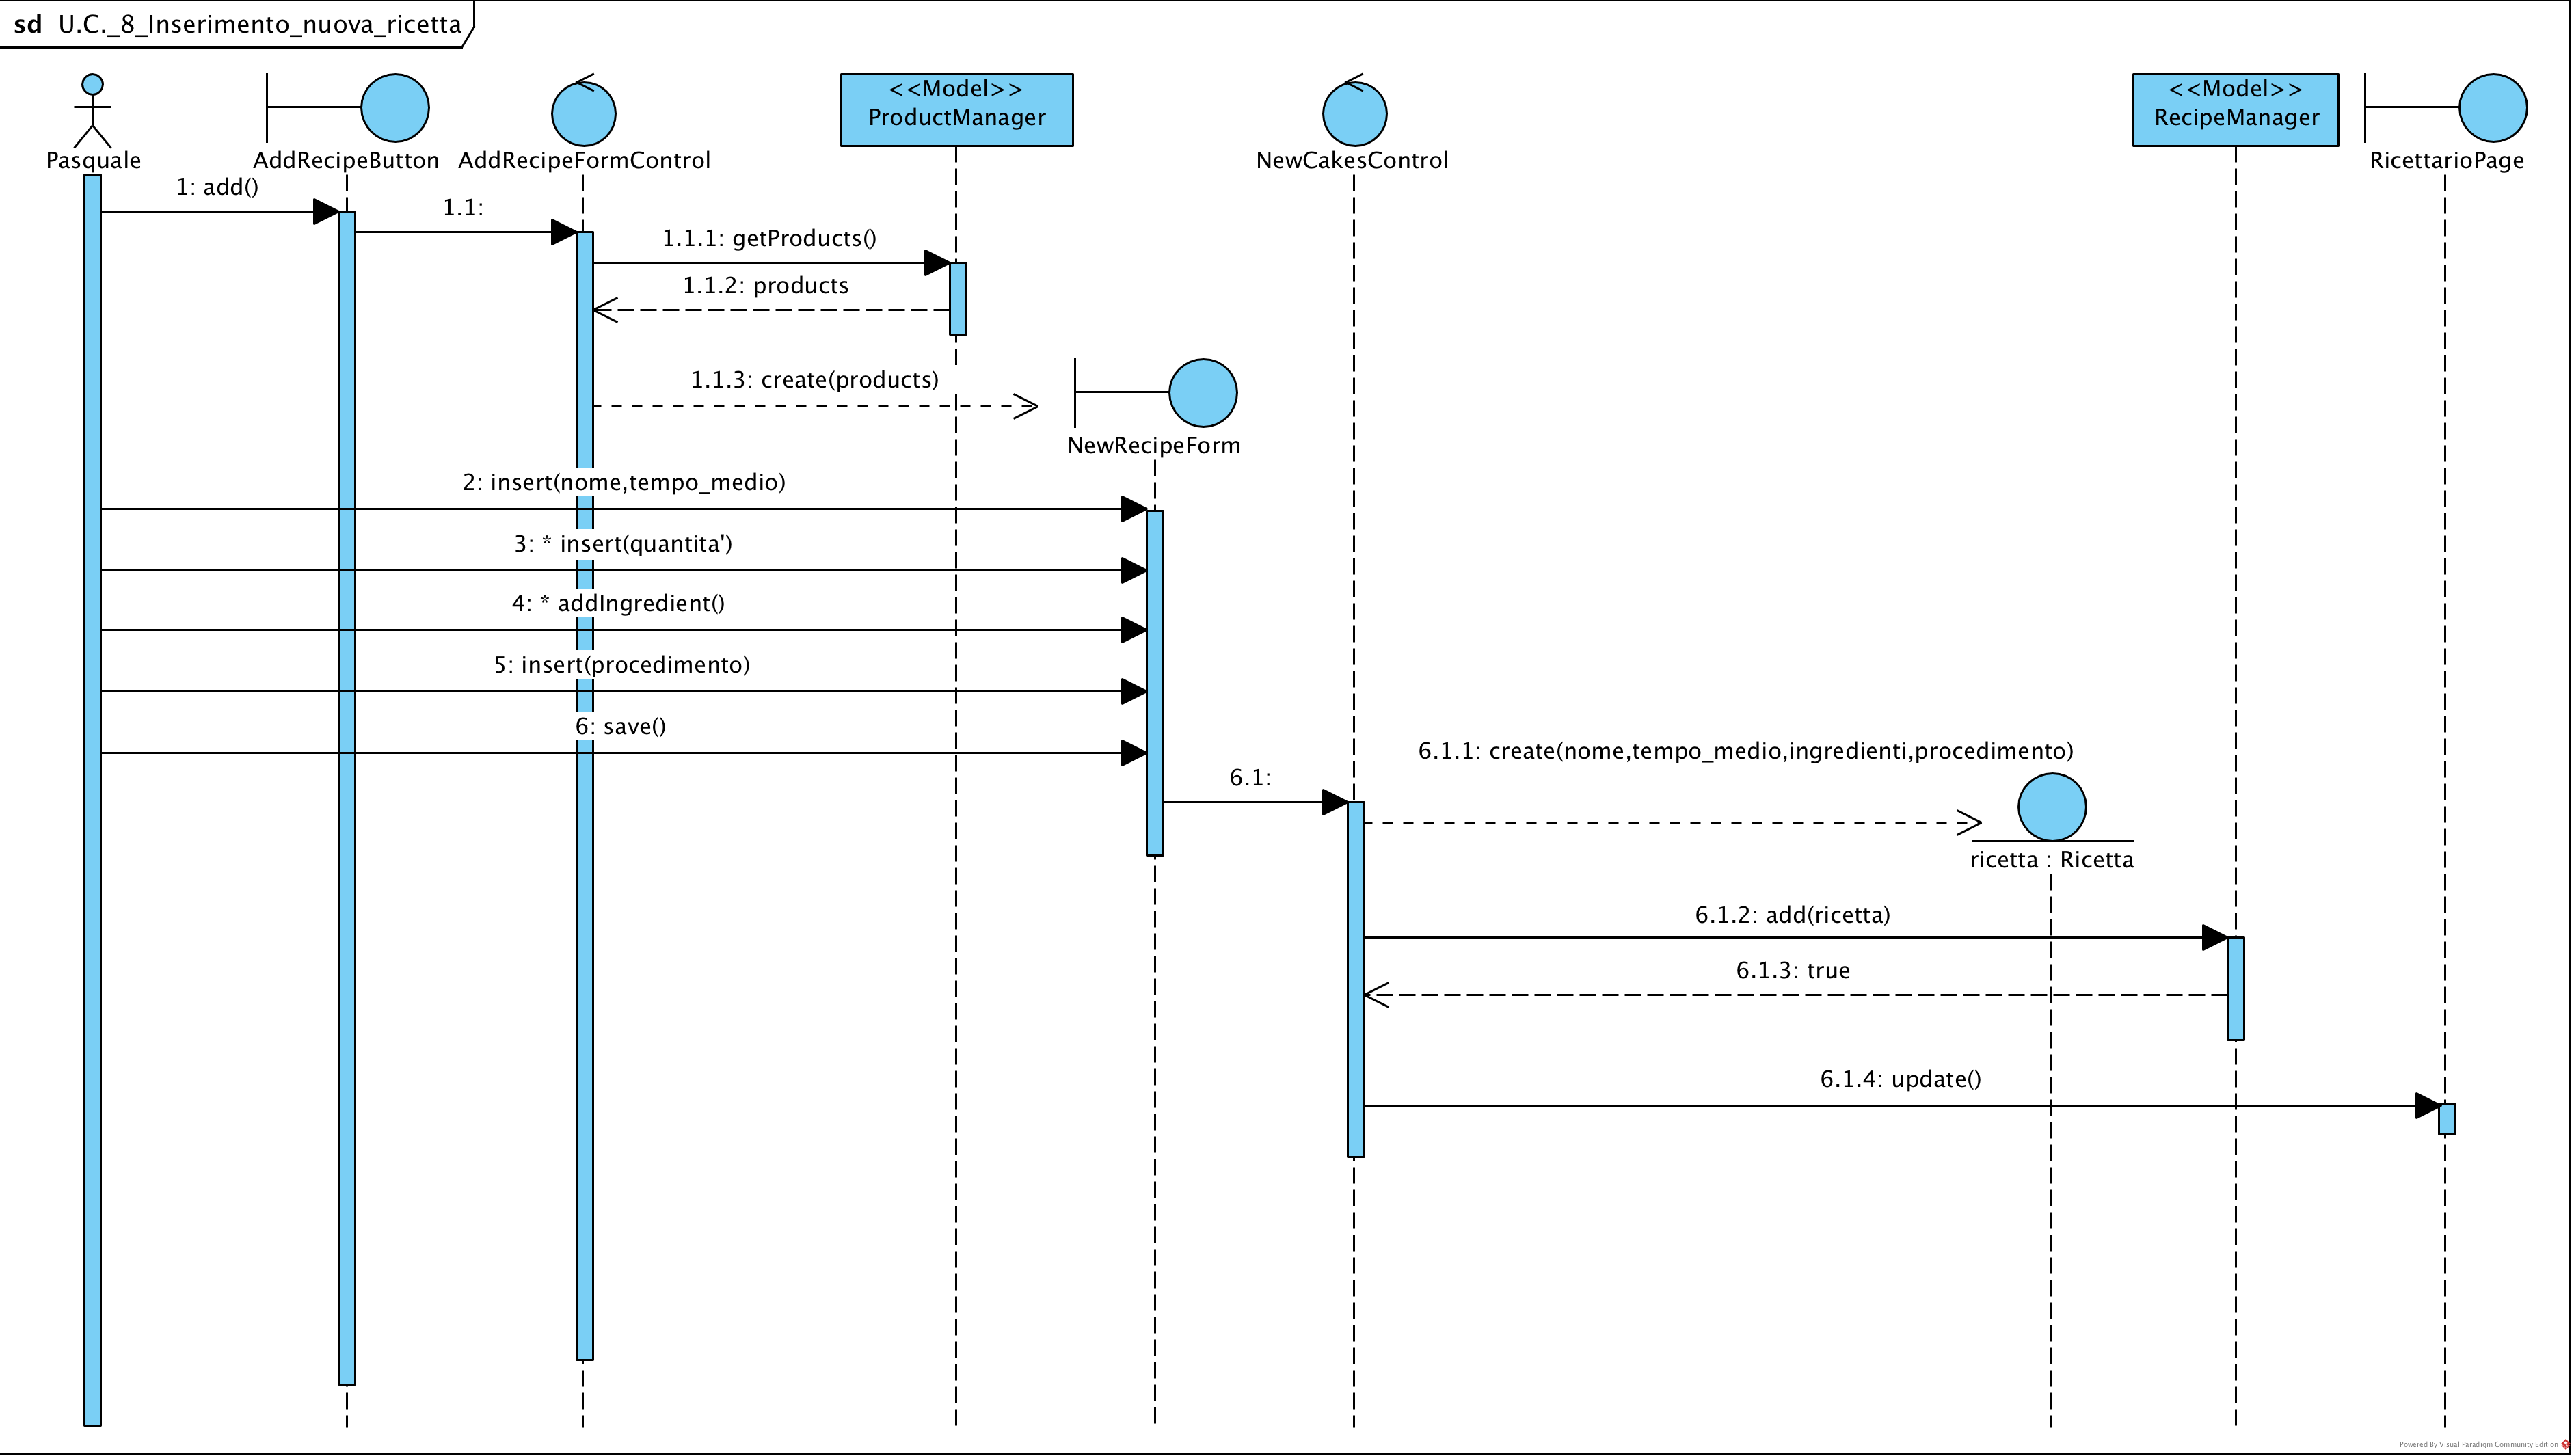 sd U.C._8_Inserimento_nuova_ricetta
<<Model>>
ProductManager
<<Model>>
RecipeManager
Pasquale
AddRecipeButton
AddRecipeFormControl
NewCakesControl
RicettarioPage
1: add()
1.1:
1.1.1: getProducts()
1.1.2: products
1.1.3: create(products)
NewRecipeForm
2: insert(nome,tempo_medio)
3: * insert(quantita')
4: * addIngredient()
5: insert(procedimento)
6: save()
6.1:
6.1.1: create(nome,tempo_medio,ingredienti,procedimento)
ricetta : Ricetta
6.1.2: add(ricetta)
6.1.3: true
6.1.4: update()
Powered By Visual Paradigm Community Edition